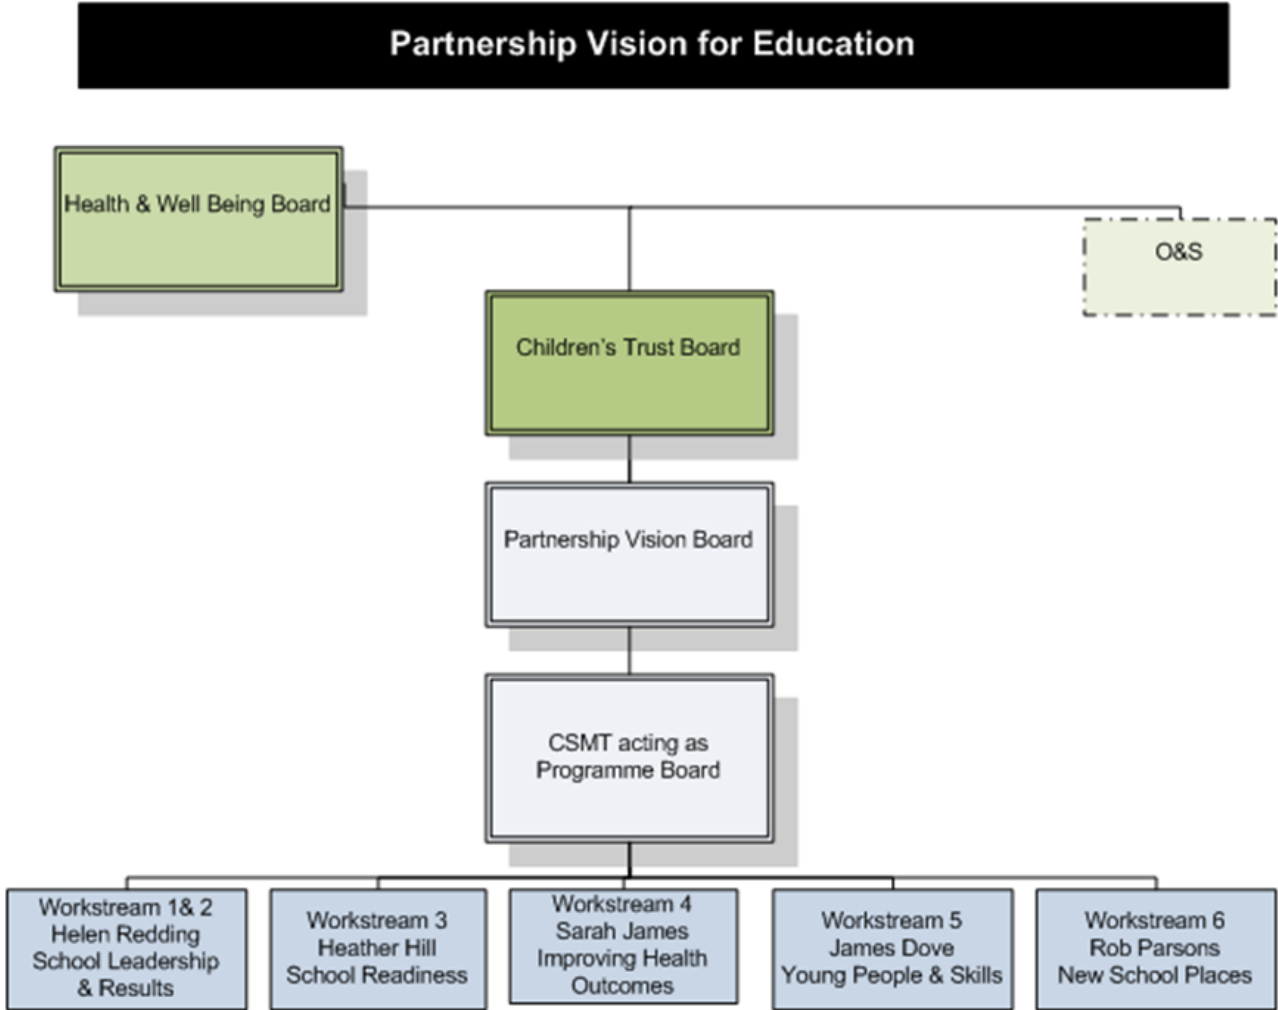 Partnership Vision for Education
Health & Well Being Board
O&S
Children's Trust Board
Partnership Vision Board
CSMT acting as
Programme Board
Workstream 1& 2
Helen Redding
School Leadership
& Results
Workstream 3
Heather Hill
School Readiness
Workstream 4
Sarah James
Improving Health
Outcomes
Workstream 5
James Dove
Young People & Skills
Workstream 6
Rob Parsons
New School Places